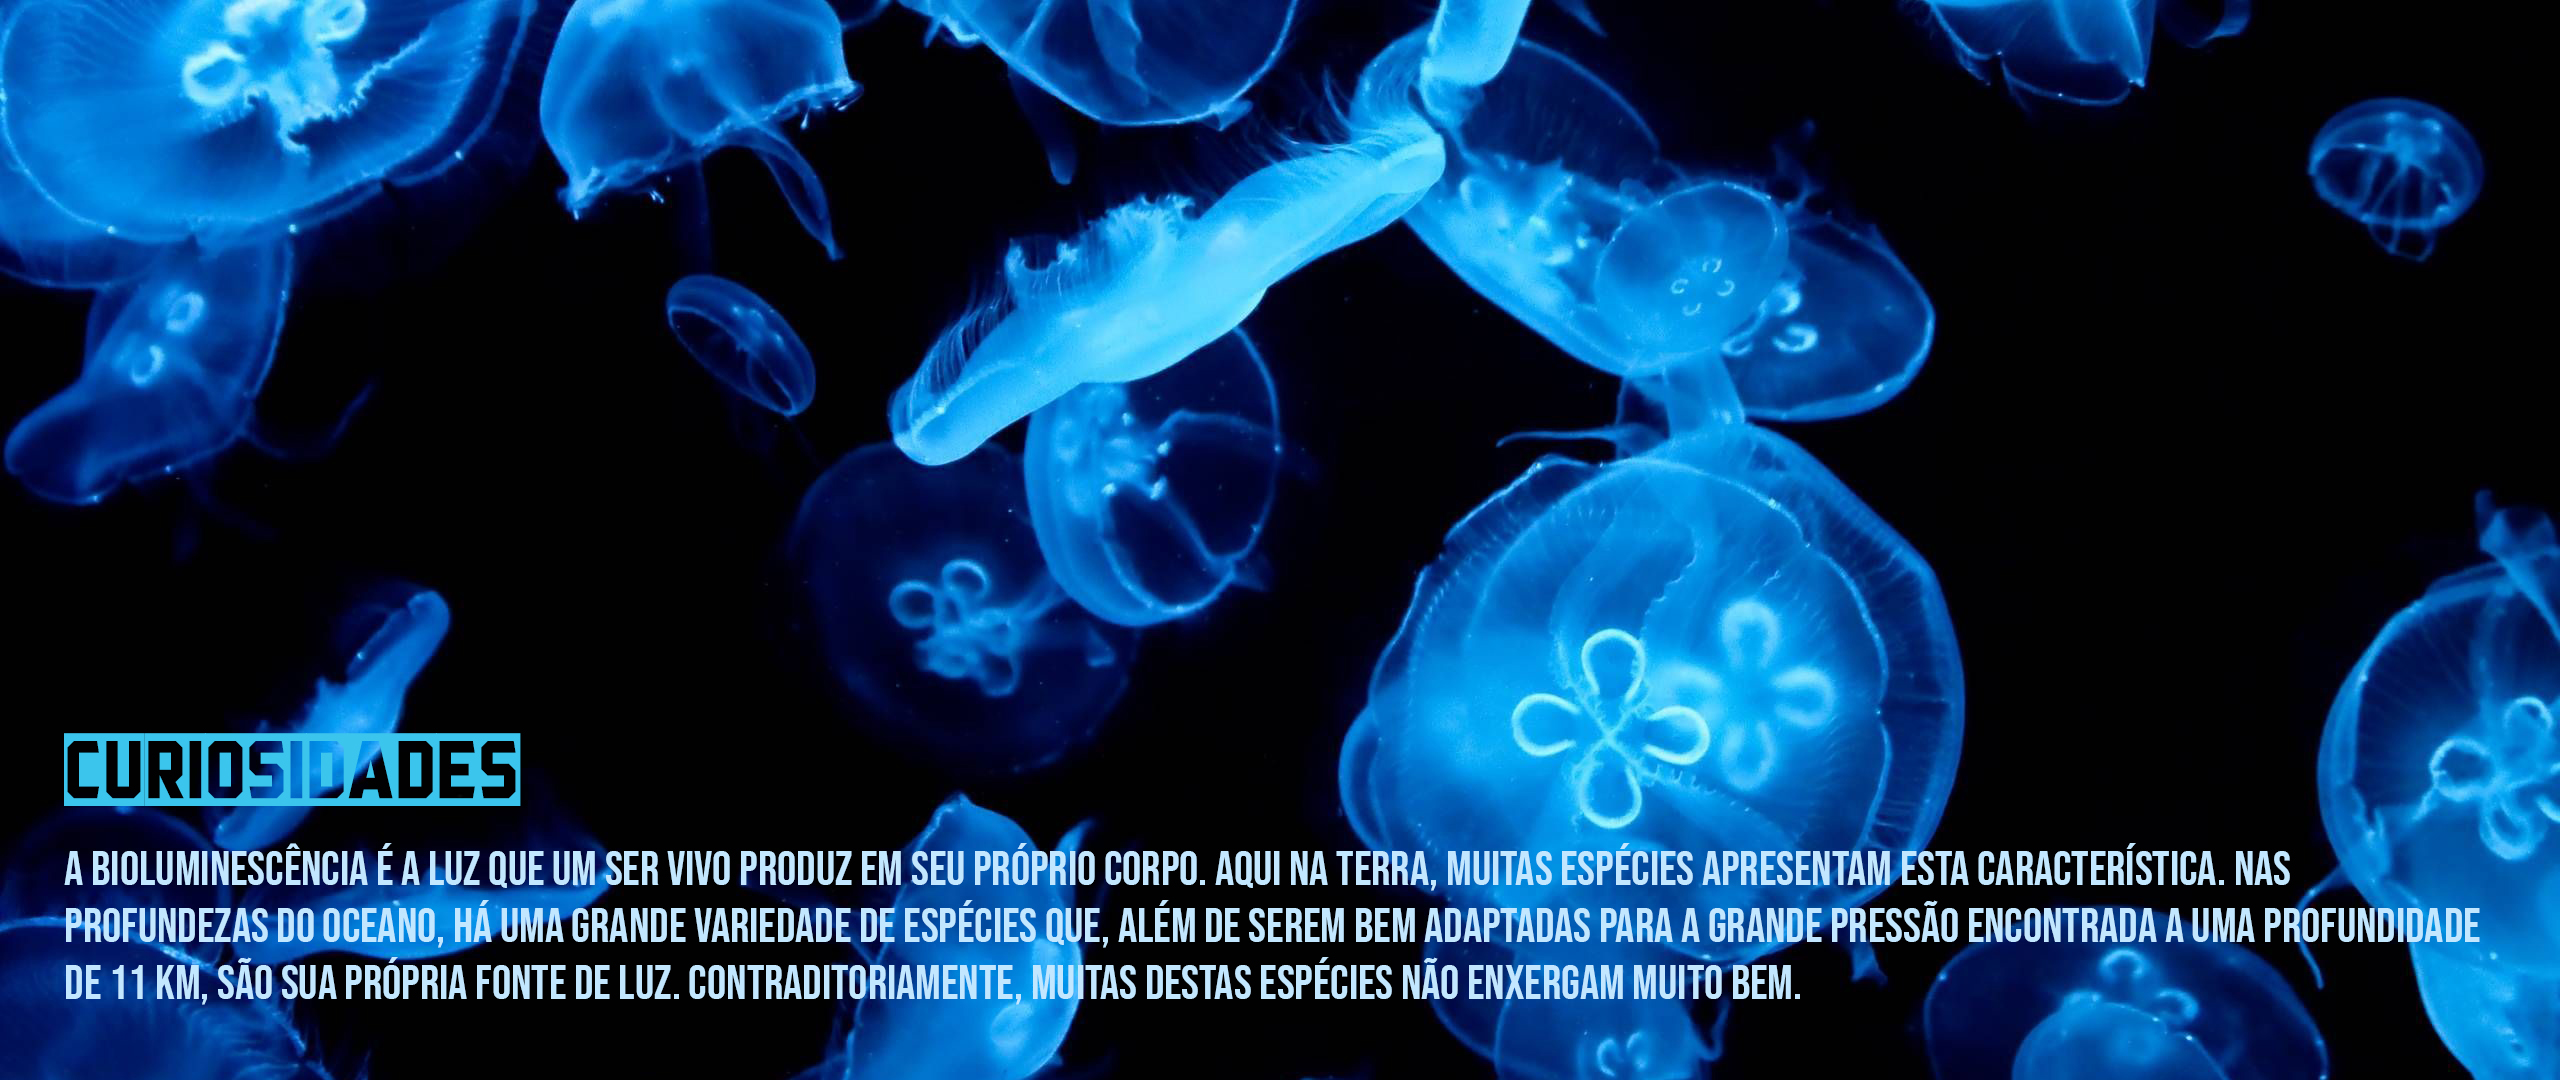 CURIOSIDADES
A BIOLUMINESCÊNCIA É A LUZ QUE UM SER VIVO PRODUZ EM SEU PRÓPRIO CORPO. AQUI NA TERRA, MUITAS ESPÉCIES APRESENTAM ESTA CARACTERÍSTICA. NAS
PROFUNDEZAS DO OCEANO, HÁ UMA GRANDE VARIEDADE DE ESPÉCIES QUE, ALÉM DE SEREM BEM ADAPTADAS PARA A GRANDE PRESSÃO ENCONTRADA A UMA PROFUNDIDADE
DE 11 KM, SÃO SUA PRÓPRIA FONTE DE LUZ. CONTRADITORIAMENTE, MUITAS DESTAS ESPÉCIES NÃO ENXERGAM MUITO BEM.